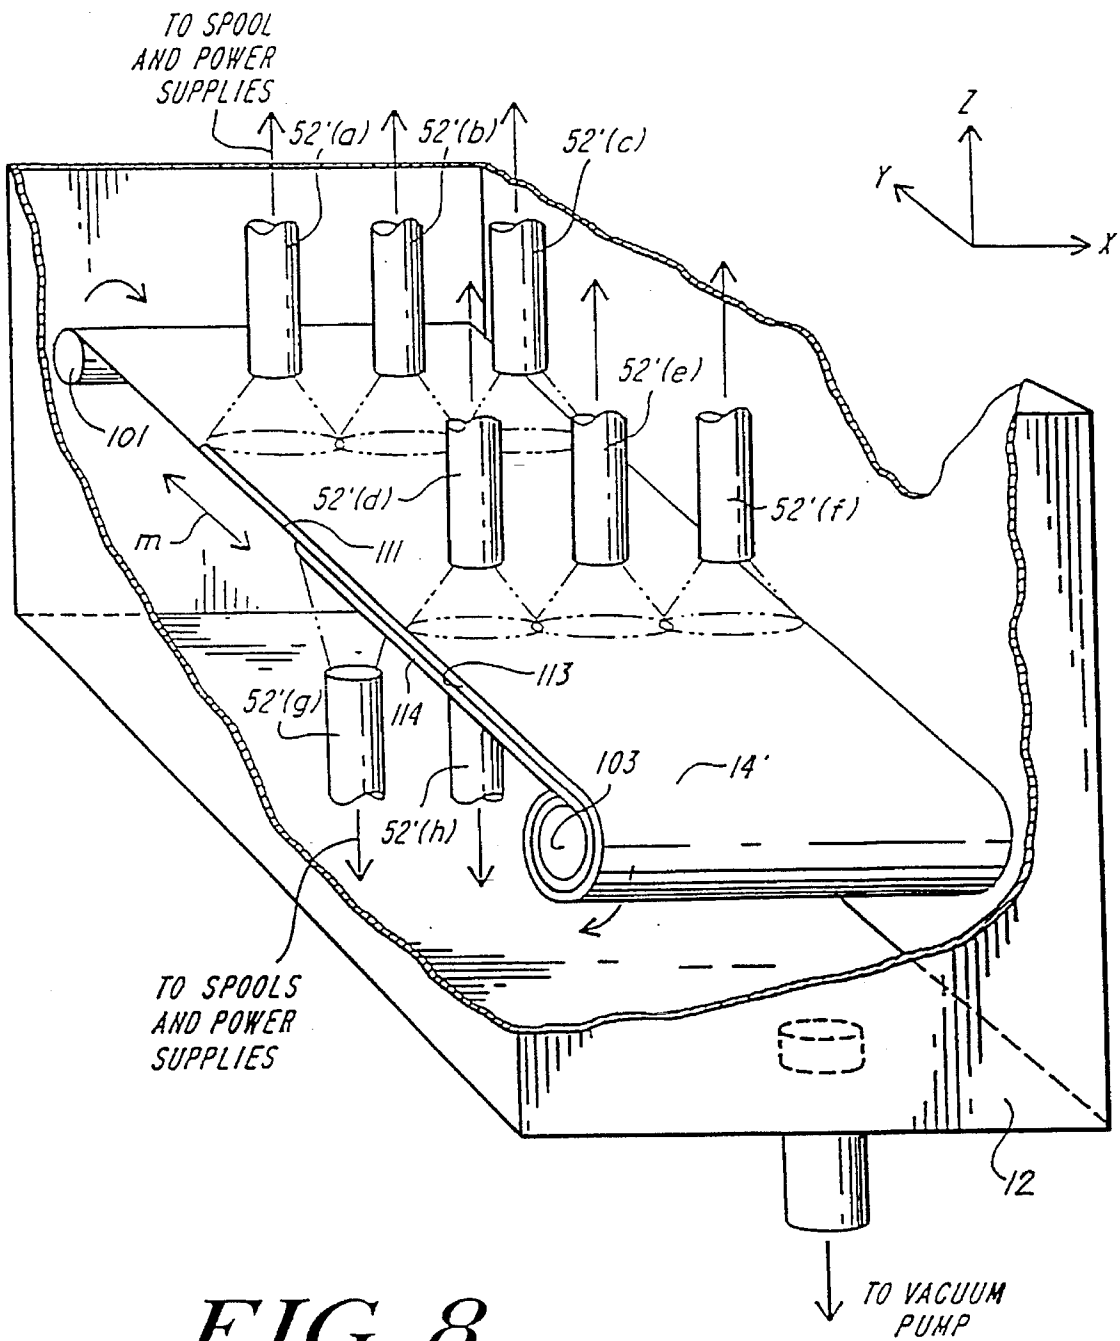 TO SPOOL
AND POWER
SUPPLIES
52'(a)
52'(b)
52'(c)
Z
Y
X
101
52'(e)
52'(d)
52'(f)
m
111
113
52'(g)
114
103
14'
52'(h)
TO SPOOLS
AND POWER
SUPPLIES
12
TO VACUUM
PUMP
FIG. 8